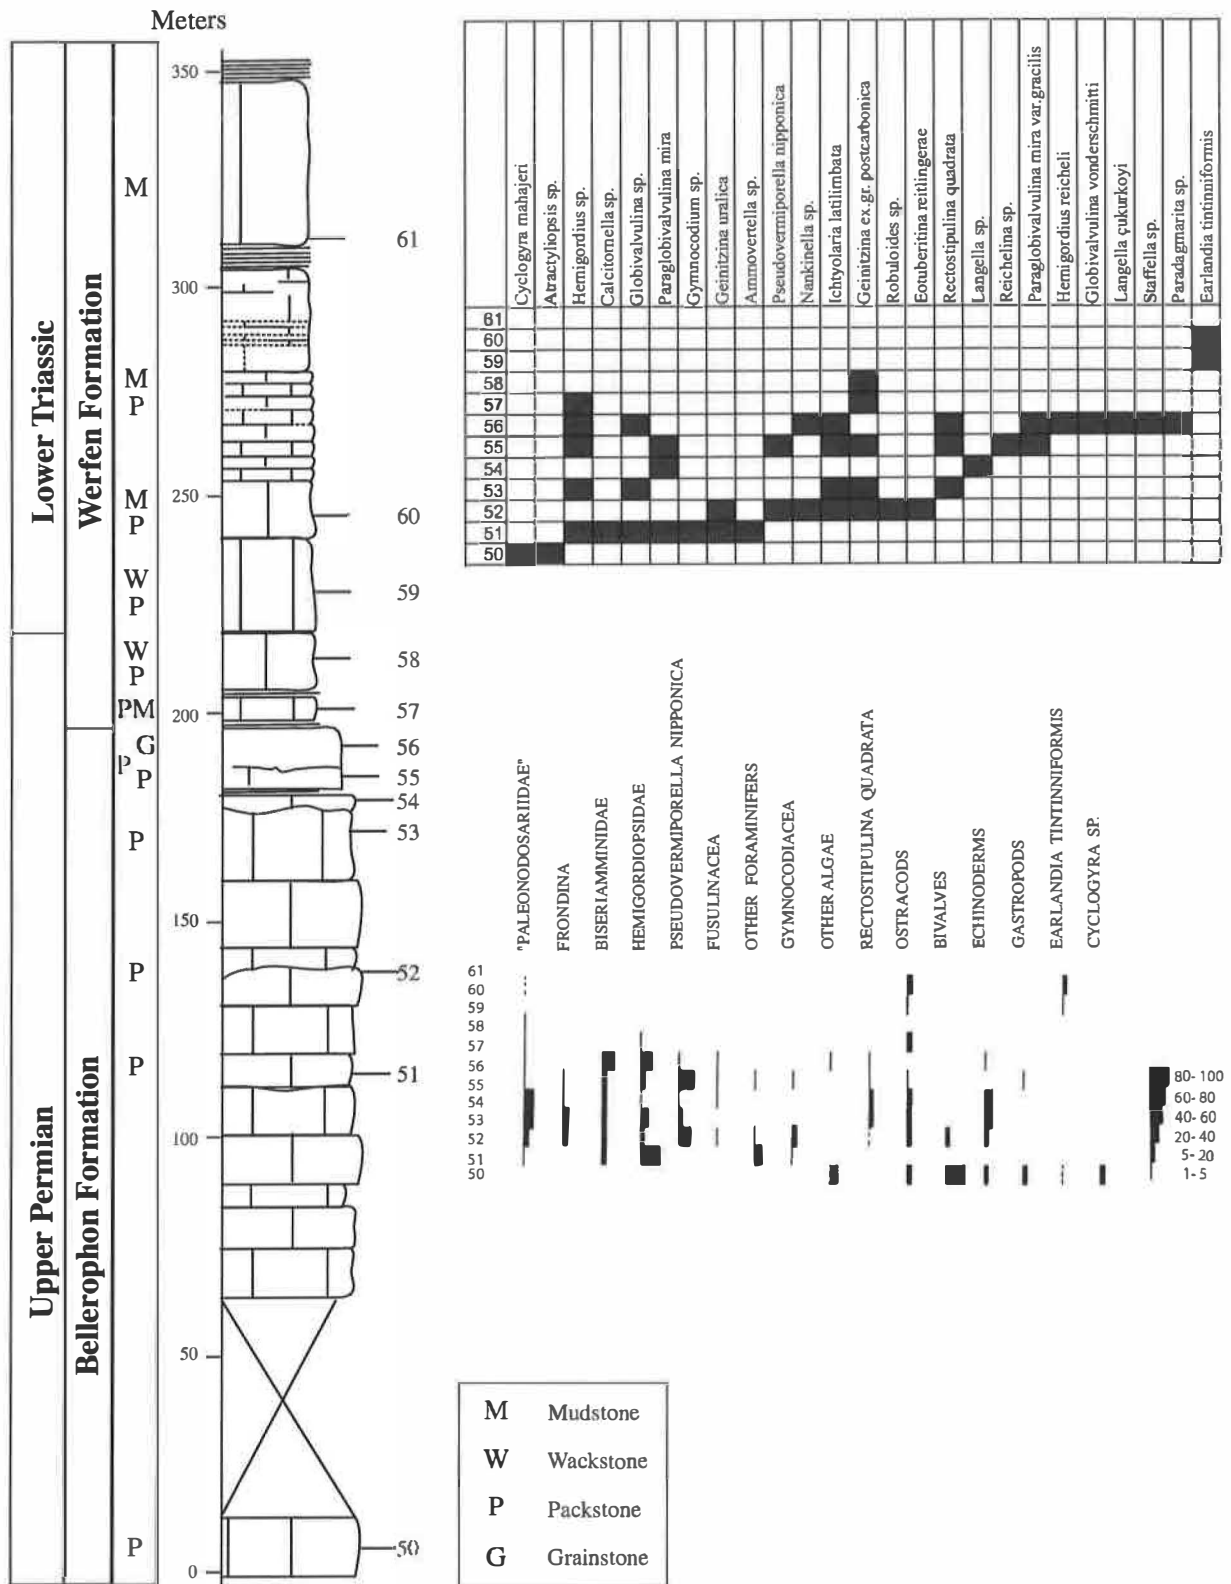 Meters
Lower Triassic
Upper Permian
Werfen Formation
Bellerophon Formation
M
M
P
M
P
W
P
W
P
PM
G
P
P
P
P
P
P
350
300
250
200
150
100
50
0
61
60
59
58
57
56
55
54
53
52
51
50
Cyclogyra mahajeri
Atractyliopsis sp.
Hemigordius sp.
Calcitornella sp.
Globivalvulina sp.
Paraglobivalvulina mira
Gymnocodium sp.
Geinitzina uralica
Ammovertella sp.
Pseudovermiporella nipponica
Nankinella sp.
Ichtyolaria latilimbata
Geinitzina ex.gr. postcarbonica
Robuloides sp.
Eotuberitina reitlingerae
Rectostipulina quadrata
Langella sp.
Reichelina sp.
Paraglobivalvulina mira var.gracilis
Hemigordius reicheli
Globivalvulina vonderschmitti
Langella çukurkoyi
Staffella sp.
Paradagmarita sp.
Earlandia tintinniformis
61
60
59
58
57
56
55
54
53
52
51
50
"PALEONODOSARIIDAE"
FRONDINA
BISERIAMMINIDAE
HEMIGORDIOPSIDAE
PSEUDOVERMIPORELLA NIPPONICA
FUSULINACEA
OTHER FORAMINIFERS
GYMNOCODIACEA
OTHER ALGAE
RECTOSTIPULINA QUADRATA
OSTRACODS
BIVALVES
ECHINODERMS
GASTROPODS
EARLANDIA TINTINNIFORMIS
CYCLOGYRA SP.
61
60
59
58
57
56
55
54
53
52
51
50
80-100
60-80
40-60
20-40
5-20
1-5
M Mudstone
W Wackstone
P Packstone
G Grainstone